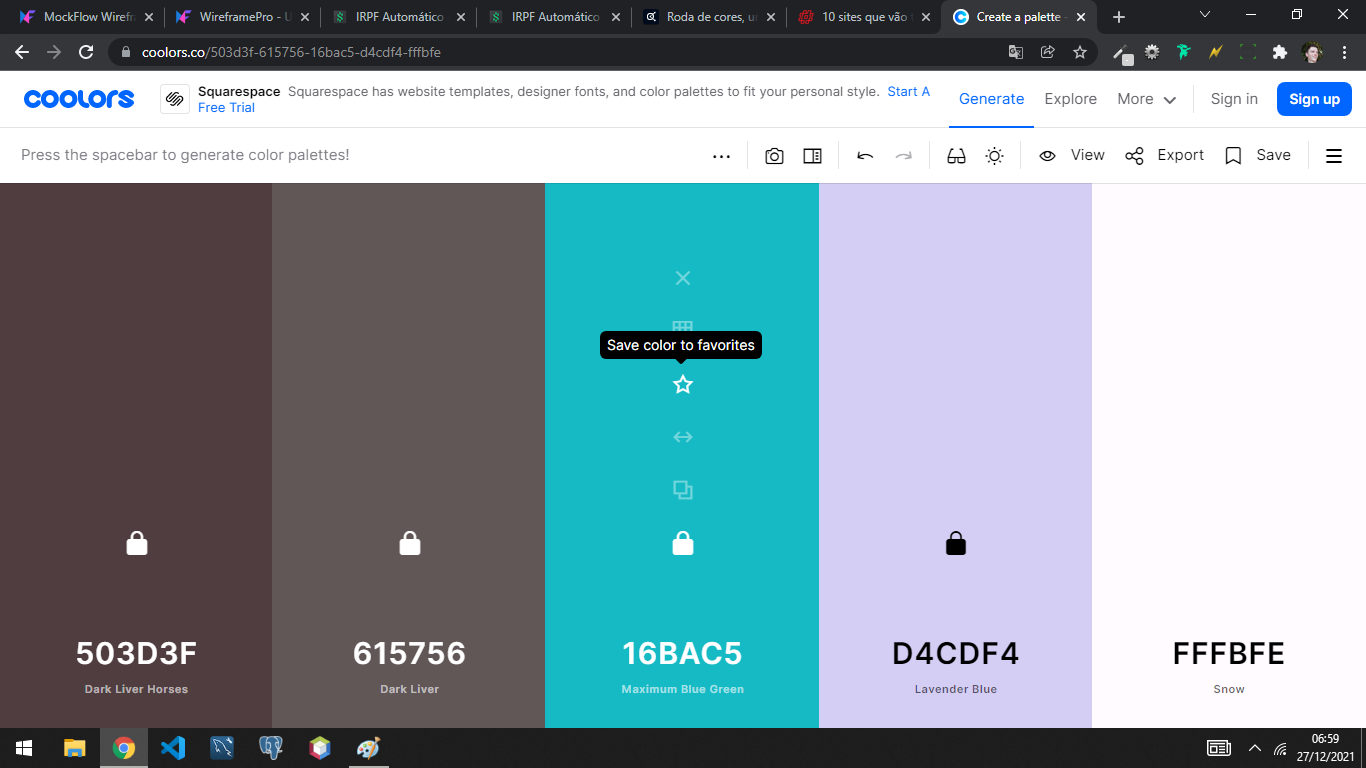 MockFlow Wirefr
WireframePro - U
IRPF Automático
IRPF Automático
Roda de cores, u
10 sites que vão
Create a palette -
coolors.co/503d3f-615756-16bac5-d4cdf4-fffbfe
coolors
Squarespace Squarespace has website templates, designer fonts, and color palettes to fit your personal style. Start A
Free Trial
Generate
Explore
More
Sign in
Sign up
Press the spacebar to generate color palettes!
View
Export
Save
Save color to favorites
503D3F
Dark Liver Horses
615756
Dark Liver
16BAC5
Maximum Blue Green
D4CDF4
Lavender Blue
FFFBFE
Snow
06:59
27/12/2021